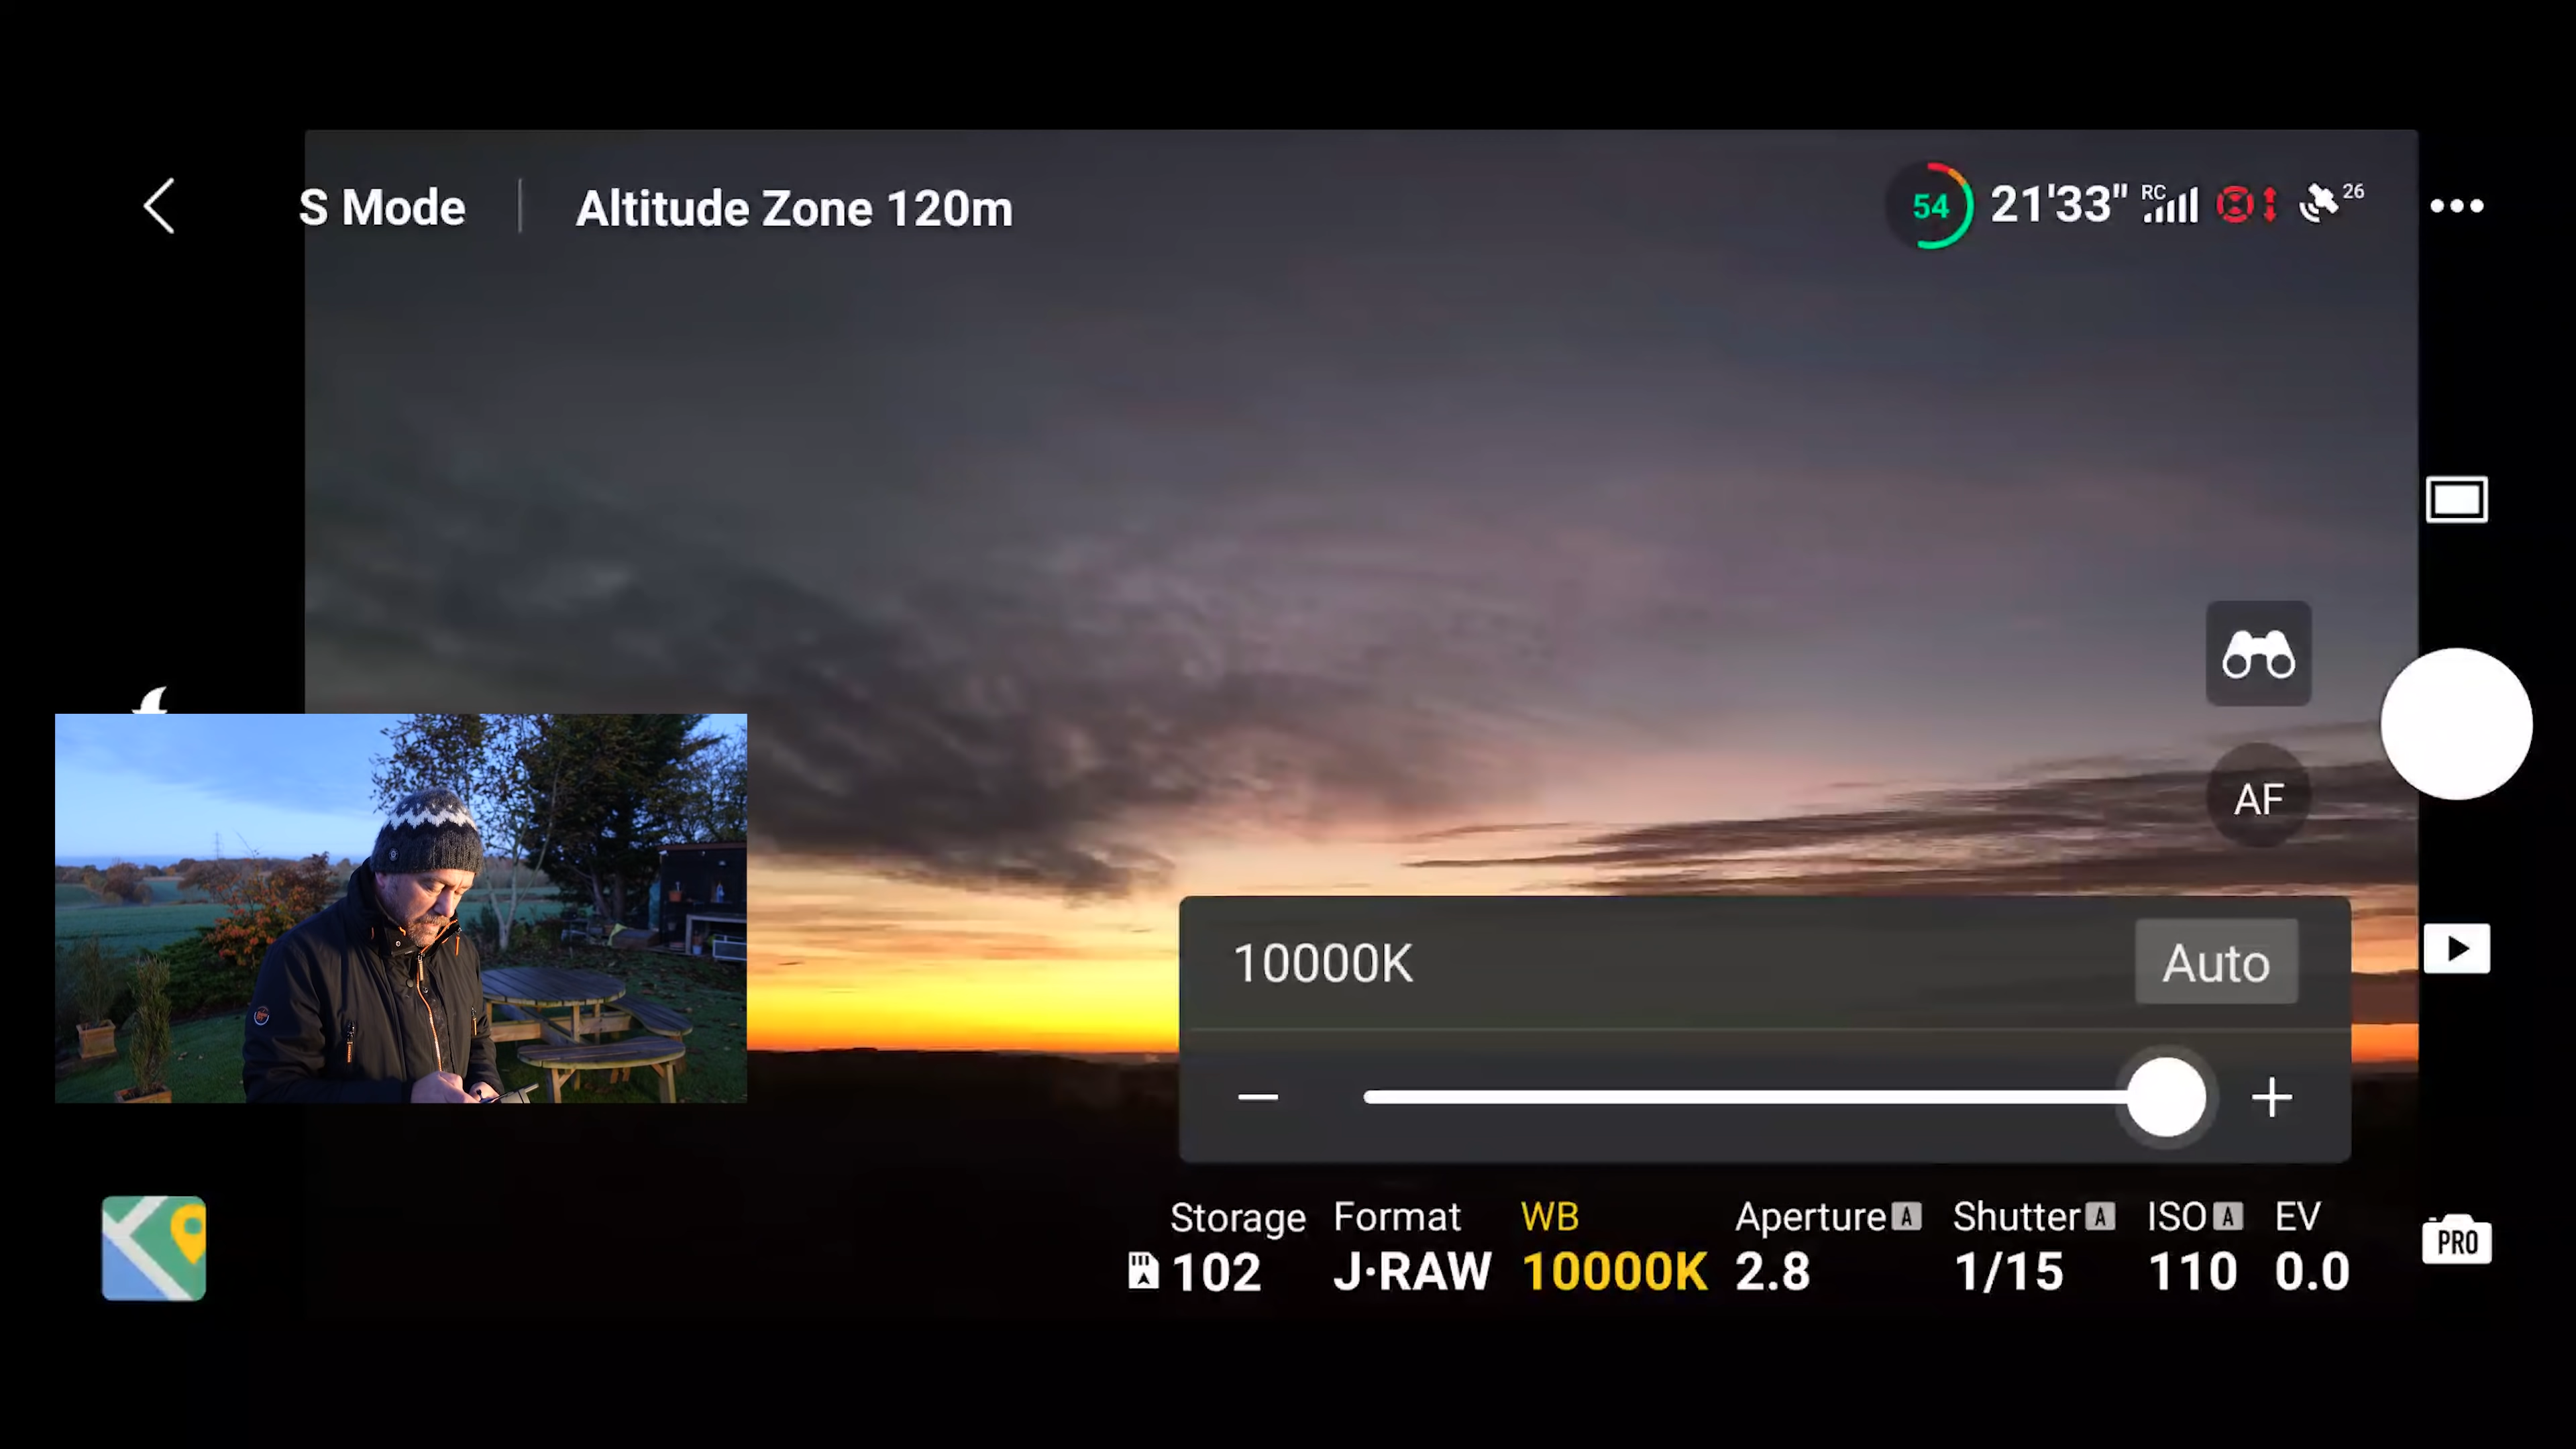 S Mode
Altitude Zone 120m
54
21'33"
RC
26
AF
10000K
Auto
Storage Format WB Aperture A Shutter A ISO A EV
102 J·RAW 10000K 2.8 1/15 110 0.0
PRO